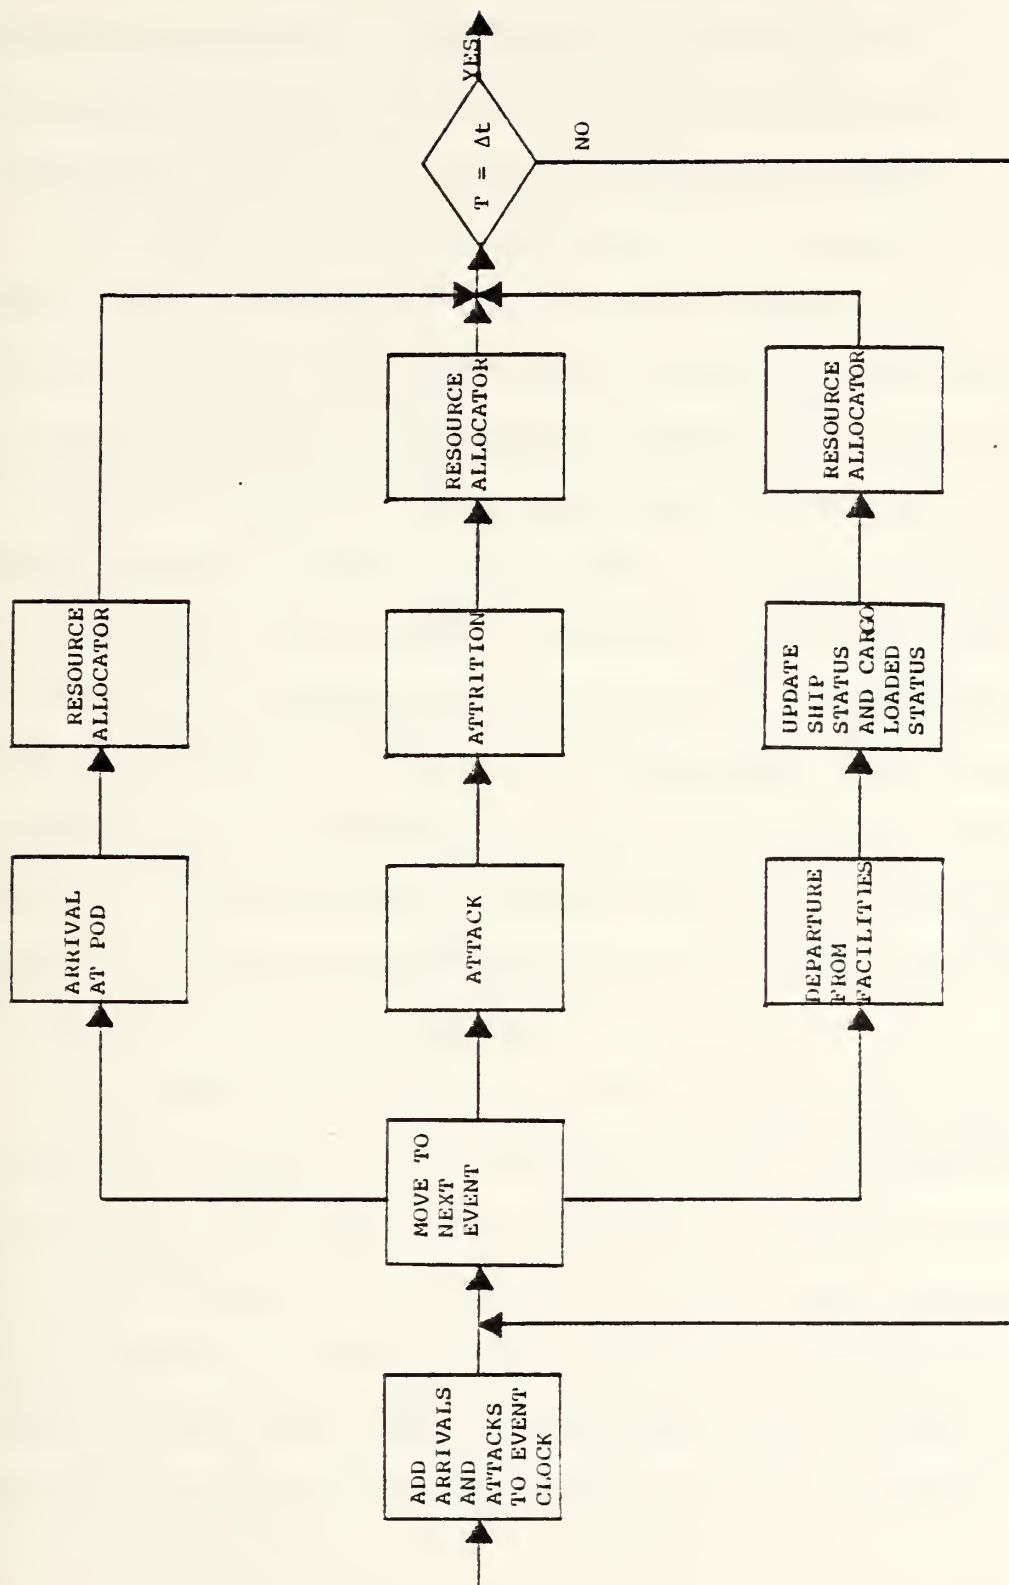 ADD
ARRIVALS
AND
ATTACKS
TO EVENT
CLOCK
MOVE TO
NEXT
EVENT
ARRIVAL
AT POD
RESOURCE
ALLOCATOR
ATTACK
ATTRITION
RESOURCE
ALLOCATOR
DEPARTURE
FROM
FACILITIES
UPDATE
SHIP
STATUS
AND CARGO
LOADED
STATUS
RESOURCE
ALLOCATOR
T = Δt
YES
NO